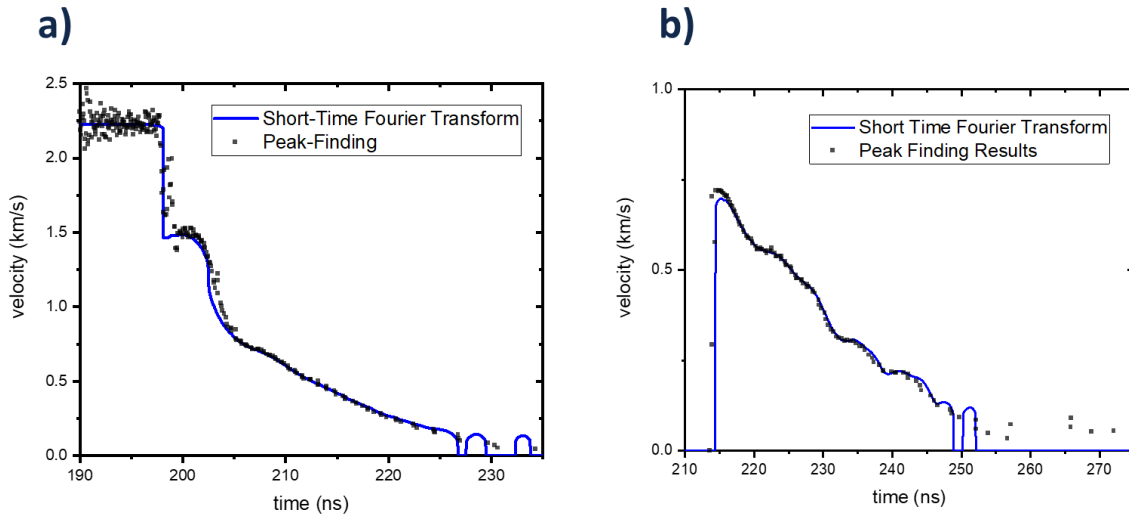 a)
2.5
2.0
1.5
1.0
0.5
0.0
190
200
210
220
230
velocity (km/s)
time (ns)
Short-Time Fourier Transform
Peak-Finding
b)
1.0
0.5
0.0
210
220
230
240
250
260
270
velocity (km/s)
time (ns)
Short Time Fourier Transform
Peak Finding Results